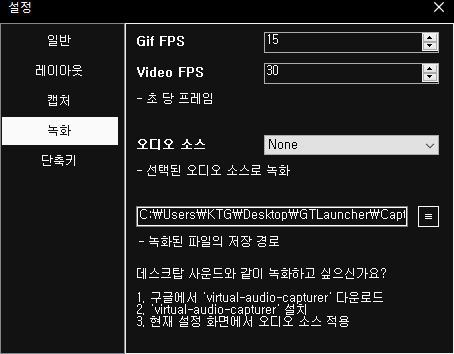 설정
일반
레이아웃
캡처
녹화
단축키
Gif FPS 15
Video FPS 30
- 초 당 프레임
오디오 소스 None
- 선택된 오디오 소스로 녹화
C:\Users\KTG\Desktop\GTLauncher\Capt
- 녹화된 파일의 저장 경로
데스크탑 사운드와 같이 녹화하고 싶으신가요?
1. 구글에서 'virtual-audio-capturer' 다운로드
2. 'virtual-audio-capturer' 설치
3. 현재 설정 화면에서 오디오 소스 적용